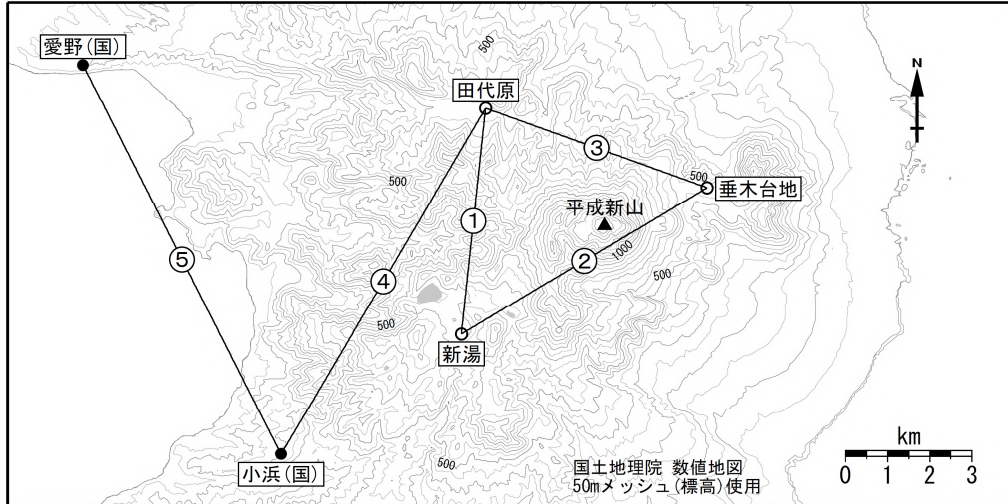 愛野(国)
500
田代原
N
③
500
500
垂木台地
平成新山
①
1000
⑤
②
500
④
500
新湯
km
小浜(国)
500
国土地理院 数値地図
50mメッシュ(標高)使用
0 1 2 3